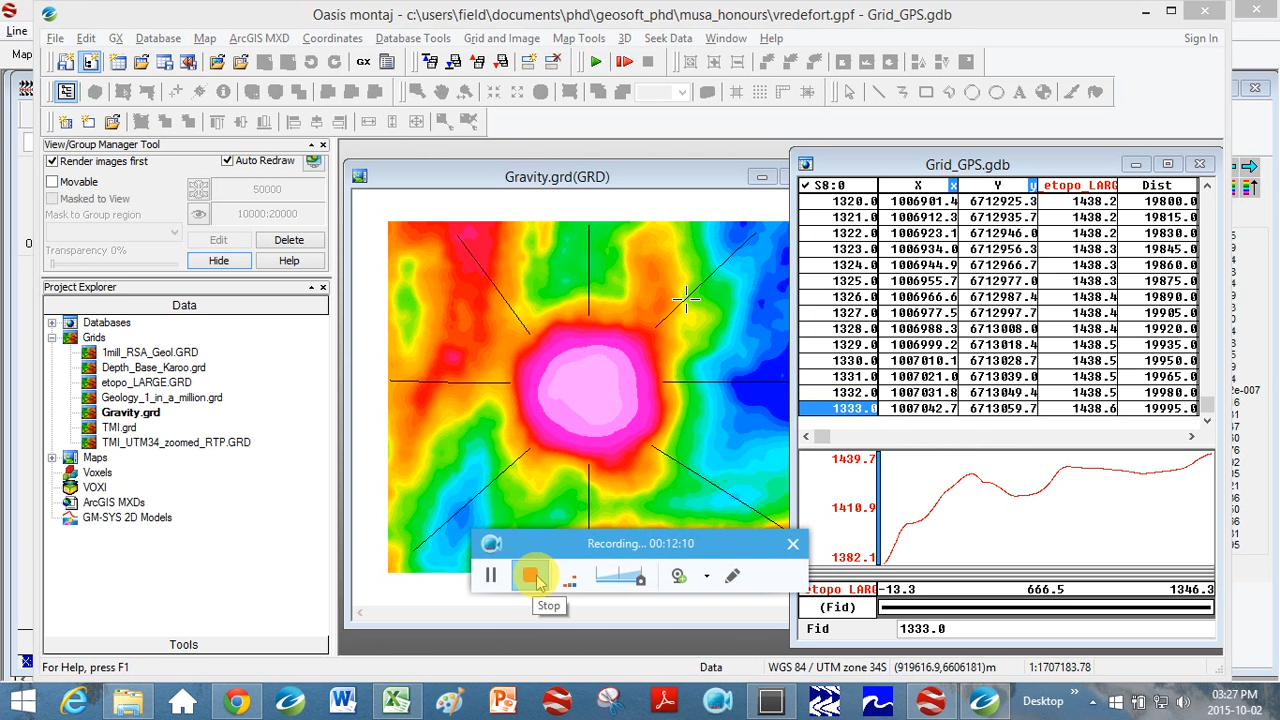 Oasis montaj - c:\users\field\documents\phd\geosoft_phd\musa_honours\vredefort.gpf - Grid_GPS.gdb
Line
File Edit GX Database Map ArcGIS MXD Coordinates Database Tools Grid and Image Map Tools 3D Seek Data Window Help Sign In
Map
GX
View/Group Manager Tool
Render images first Auto Redraw
Movable
50000
Masked to View
Mask to Group region
10000:20000
Transparency 0%
Edit Delete
Hide Help
Project Explorer
Data
Databases
Grids
1mill_RSA_Geol.GRD
Depth_Base_Karoo.grd
etopo_LARGE.GRD
Geology_1_in_a_million.grd
Gravity.grd
TMI.grd
TMI_UTM34_zoomed_RTP.GRD
Maps
Voxels
VOXI
ArcGIS MXDs
GM-SYS 2D Models
Tools
Gravity.grd(GRD)
Recording... 00:12:10
Stop
Grid_GPS.gdb
S8:0 X x Y y _etopo_LARG Dist
1320.0 1006901.4 6712925.3 1438.2 19800.0
1321.0 1006912.3 6712935.7 1438.2 19815.0
1322.0 1006923.1 6712946.0 1438.2 19830.0
1323.0 1006934.0 6712956.3 1438.3 19845.0
1324.0 1006944.9 6712966.7 1438.3 19860.0
1325.0 1006955.7 6712977.0 1438.3 19875.0
1326.0 1006966.6 6712987.4 1438.4 19890.0
1327.0 1006977.5 6712997.7 1438.4 19905.0
1328.0 1006988.3 6713008.0 1438.4 19920.0
1329.0 1006999.2 6713018.4 1438.5 19935.0
1330.0 1007010.1 6713028.7 1438.5 19950.0
1331.0 1007021.0 6713039.0 1438.5 19965.0
1332.0 1007031.8 6713049.4 1438.5 19980.0
1333.0 1007042.7 6713059.7 1438.6 19995.0
1439.7
1410.9
1382.1
etopo LARG -13.3 666.5 1346.3
(Fid)
Fid 1333.0
For Help, press F1 Data WGS 84 / UTM zone 34S (919616.9,6606181)m 1:1707183.78
Desktop
03:27 PM
2015-10-02